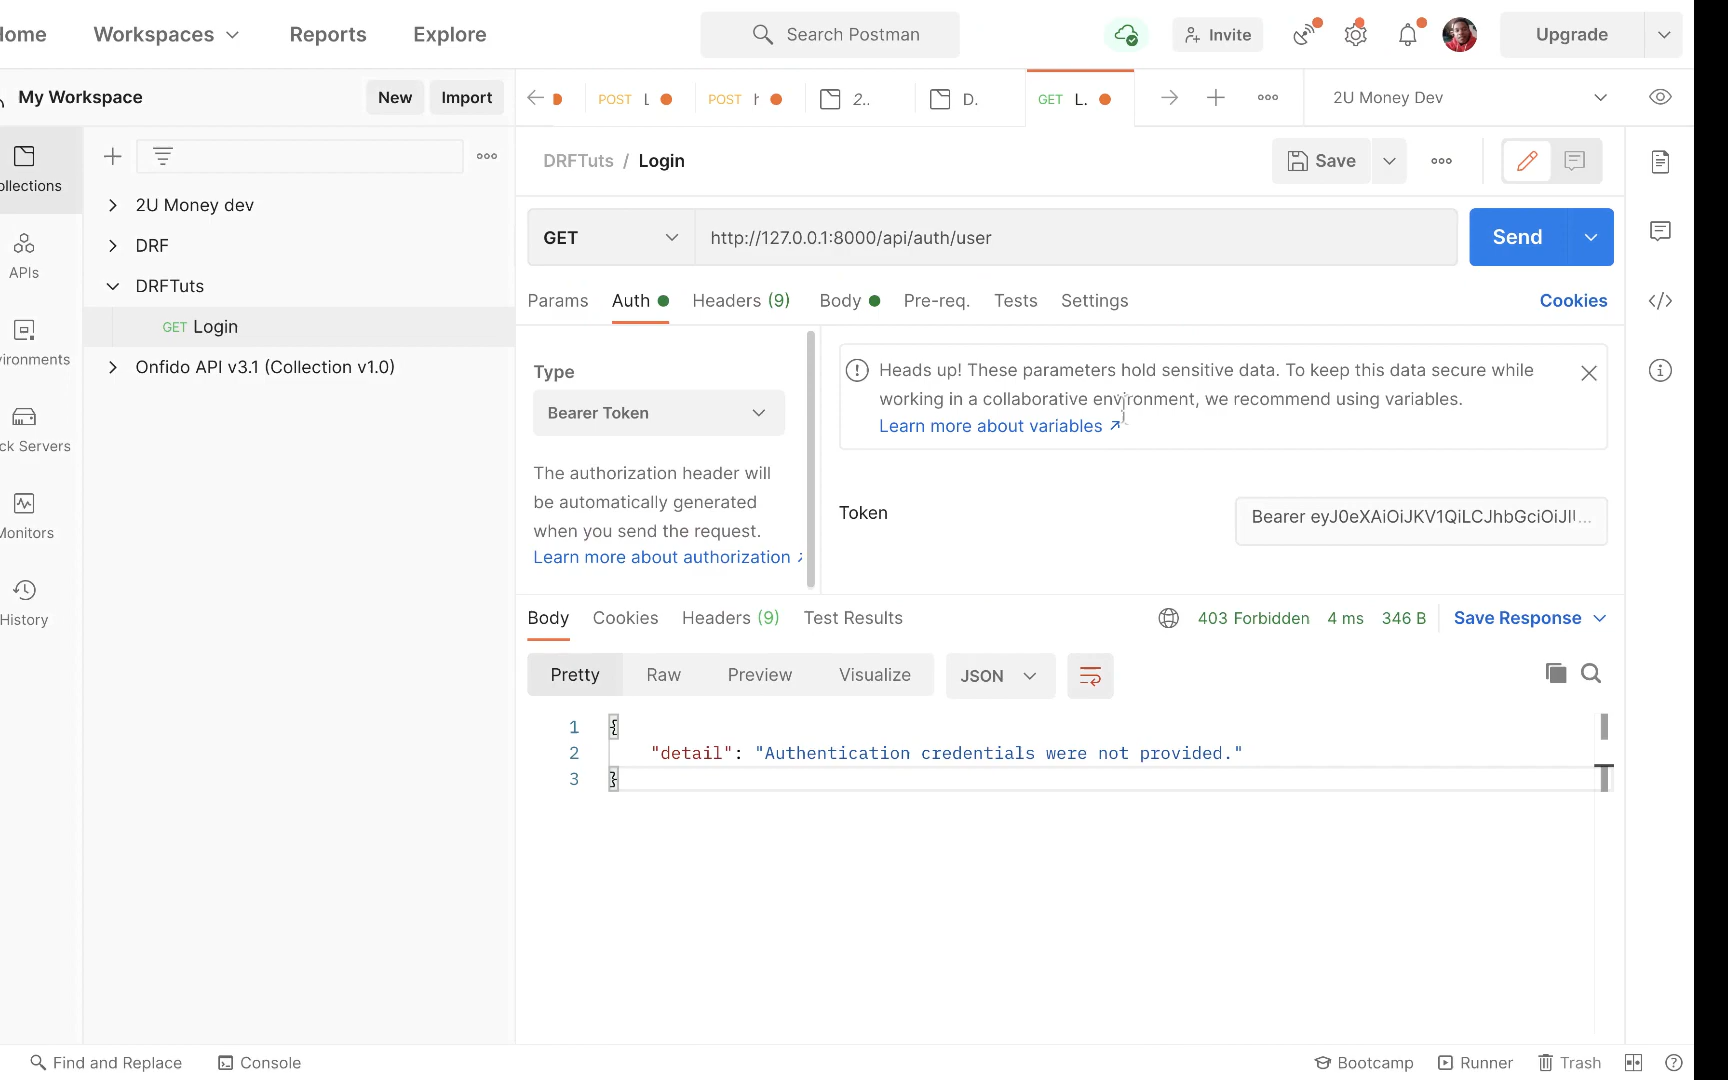 Home
Workspaces
Reports
Explore
Search Postman
Invite
Upgrade
My Workspace
New
Import
POST L
POST
2..
D.
GET L.
2U Money Dev
ollections
APIs
vironments
ck Servers
Monitors
History
2U Money dev
DRF
DRFTuts
GET Login
Onfido API v3.1 (Collection v1.0)
DRFTuts / Login
Save
GET
http://127.0.0.1:8000/api/auth/user
Send
Params
Auth
Headers (9)
Body
Pre-req.
Tests
Settings
Cookies
Type
Bearer Token
The authorization header will
be automatically generated
when you send the request.
Learn more about authorization
Heads up! These parameters hold sensitive data. To keep this data secure while
working in a collaborative environment, we recommend using variables.
Learn more about variables ↗
Token
Bearer eyJ0eXAiOiJKV1QiLCJhbGciOiJIU...
Body
Cookies
Headers (9)
Test Results
403 Forbidden
4 ms
346 B
Save Response
Pretty
Raw
Preview
Visualize
JSON
1 {
2 "detail": "Authentication credentials were not provided."
3 }
Find and Replace
Console
Bootcamp
Runner
Trash